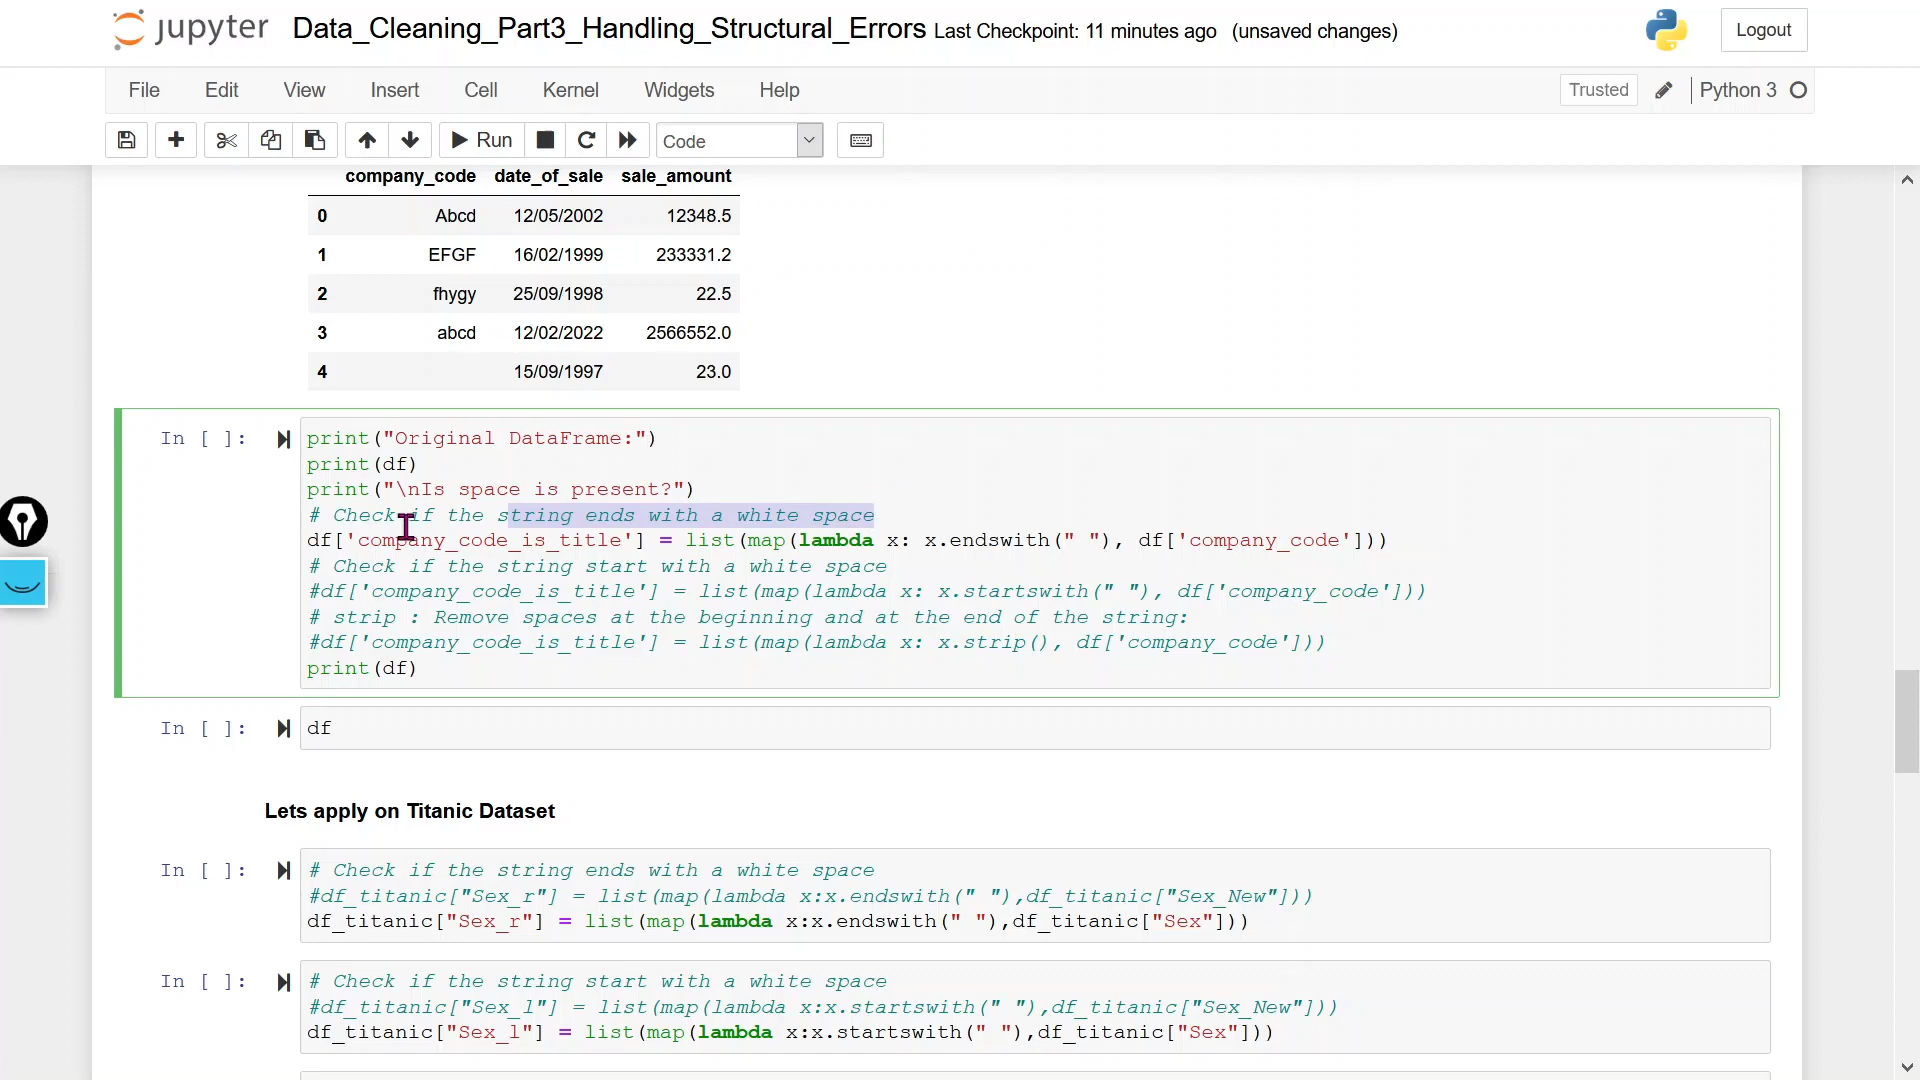 jupyter Data_Cleaning_Part3_Handling_Structural_Errors Last Checkpoint: 11 minutes ago (unsaved changes) Logout
File Edit View Insert Cell Kernel Widgets Help Trusted Python 3
Run Code
company_code date_of_sale sale_amount
0 Abcd 12/05/2002 12348.5
1 EFGF 16/02/1999 233331.2
2 fhygy 25/09/1998 22.5
3 abcd 12/02/2022 2566552.0
4 15/09/1997 23.0
In [ ]: print("Original DataFrame:")
print(df)
print("\nIs space is present?")
# Check if the string ends with a white space
df['company_code_is_title'] = list(map(lambda x: x.endswith(" "), df['company_code']))
# Check if the string start with a white space
#df['company_code_is_title'] = list(map(lambda x: x.startswith(" "), df['company_code']))
# strip : Remove spaces at the beginning and at the end of the string:
#df['company_code_is_title'] = list(map(lambda x: x.strip(), df['company_code']))
print(df)
In [ ]: df
Lets apply on Titanic Dataset
In [ ]: # Check if the string ends with a white space
#df_titanic["Sex_r"] = list(map(lambda x:x.endswith(" "),df_titanic["Sex_New"]))
df_titanic["Sex_r"] = list(map(lambda x:x.endswith(" "),df_titanic["Sex"]))
In [ ]: # Check if the string start with a white space
#df_titanic["Sex_l"] = list(map(lambda x:x.startswith(" "),df_titanic["Sex_New"]))
df_titanic["Sex_l"] = list(map(lambda x:x.startswith(" "),df_titanic["Sex"]))